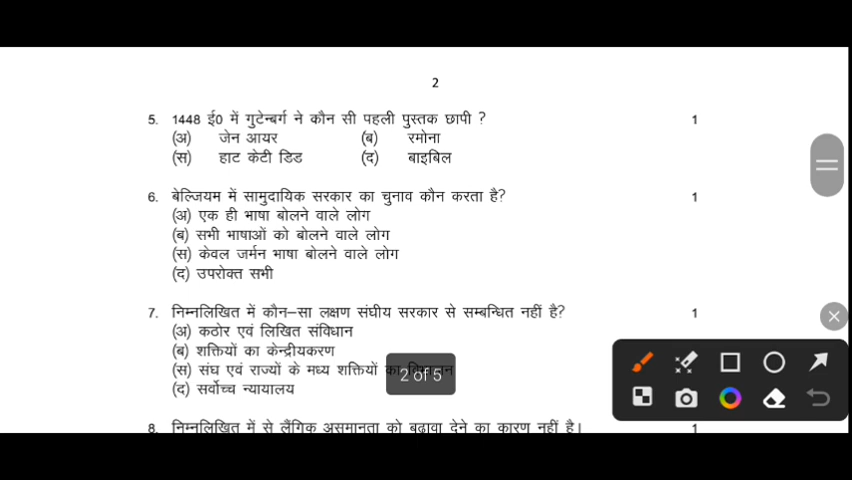 2
5. 1448 ई0 में गुटेन्बर्ग ने कौन सी पहली पुस्तक छापी ? 1
(अ) जेन आयर (ब) रमोना
(स) हाट केटी डिड (द) बाइबिल
6. बेल्जियम में सामुदायिक सरकार का चुनाव कौन करता है? 1
(अ) एक ही भाषा बोलने वाले लोग
(ब) सभी भाषाओं को बोलने वाले लोग
(स) केवल जर्मन भाषा बोलने वाले लोग
(द) उपरोक्त सभी
7. निम्नलिखित में कौन–सा लक्षण संघीय सरकार से सम्बन्धित नहीं है? 1
(अ) कठोर एवं लिखित संविधान
(ब) शक्तियों का केन्द्रीयकरण
(स) संघ एवं राज्यों के मध्य शक्तियों का
2 of 5
(द) सर्वोच्च न्यायालय
8. निम्नलिखित में से लैंगिक असमानता को बढ़ावा देने का कारण नहीं है। 1